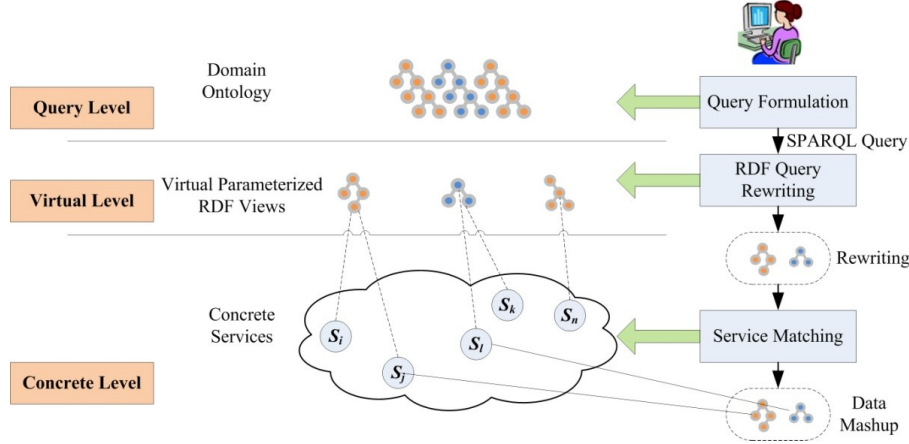 Domain
Ontology
Query Level
Query Formulation
SPARQL Query
Virtual Level
Virtual Parameterized
RDF Views
RDF Query
Rewriting
Rewriting
Concrete
Services
S_k
S_n
S_i
S_l
S_j
Service Matching
Concrete Level
Data
Mashup